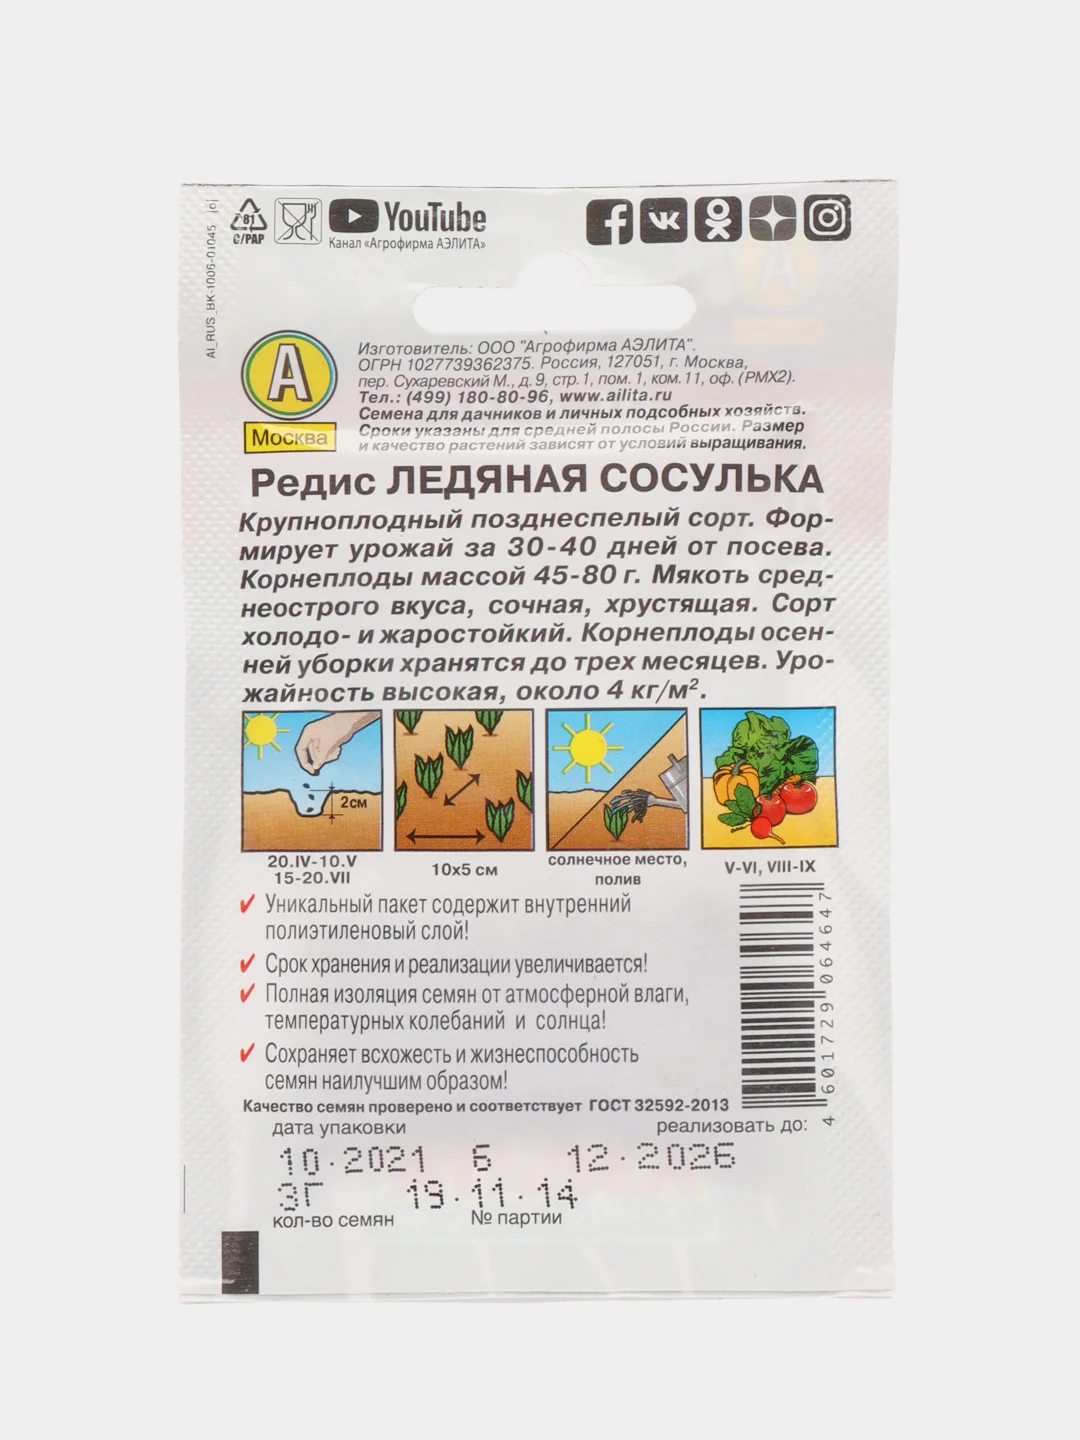 81
C/PAP
YouTube
Канал «Агрофирма АЭЛИТА»
AI_RUS_BK-1006-01045 |c|
А
Москва
Изготовитель: ООО "Агрофирма АЭЛИТА".
ОГРН 1027739362375. Россия, 127051, г. Москва,
пер. Сухаревский М., д. 9, стр. 1, пом. 1, ком. 11, оф. (РМХ2).
Тел.: (499) 180-80-96, www.ailita.ru
Семена для дачников и личных подсобных хозяйств.
Сроки указаны для средней полосы России. Размер
и качество растений зависят от условий выращивания.
Редис ЛЕДЯНАЯ СОСУЛЬКА
Крупноплодный позднеспелый сорт. Фор-
мирует урожай за 30-40 дней от посева.
Корнеплоды массой 45-80 г. Мякоть сред-
неострого вкуса, сочная, хрустящая. Сорт
холодо- и жаростойкий. Корнеплоды осен-
ней уборки хранятся до трех месяцев. Уро-
жайность высокая, около 4 кг/м².
2см
20.IV-10.V
15-20.VII
10х5 см
солнечное место,
полив
V-VI, VIII-IX
✓ Уникальный пакет содержит внутренний
полиэтиленовый слой!
✓ Срок хранения и реализации увеличивается!
✓ Полная изоляция семян от атмосферной влаги,
температурных колебаний и солнца!
✓ Сохраняет всхожесть и жизнеспособность
семян наилучшим образом!
4 601729 064647
Качество семян проверено и соответствует ГОСТ 32592-2013
дата упаковки реализовать до:
10.2021 Б 12.2026
3Г 19.11.14
кол-во семян № партии